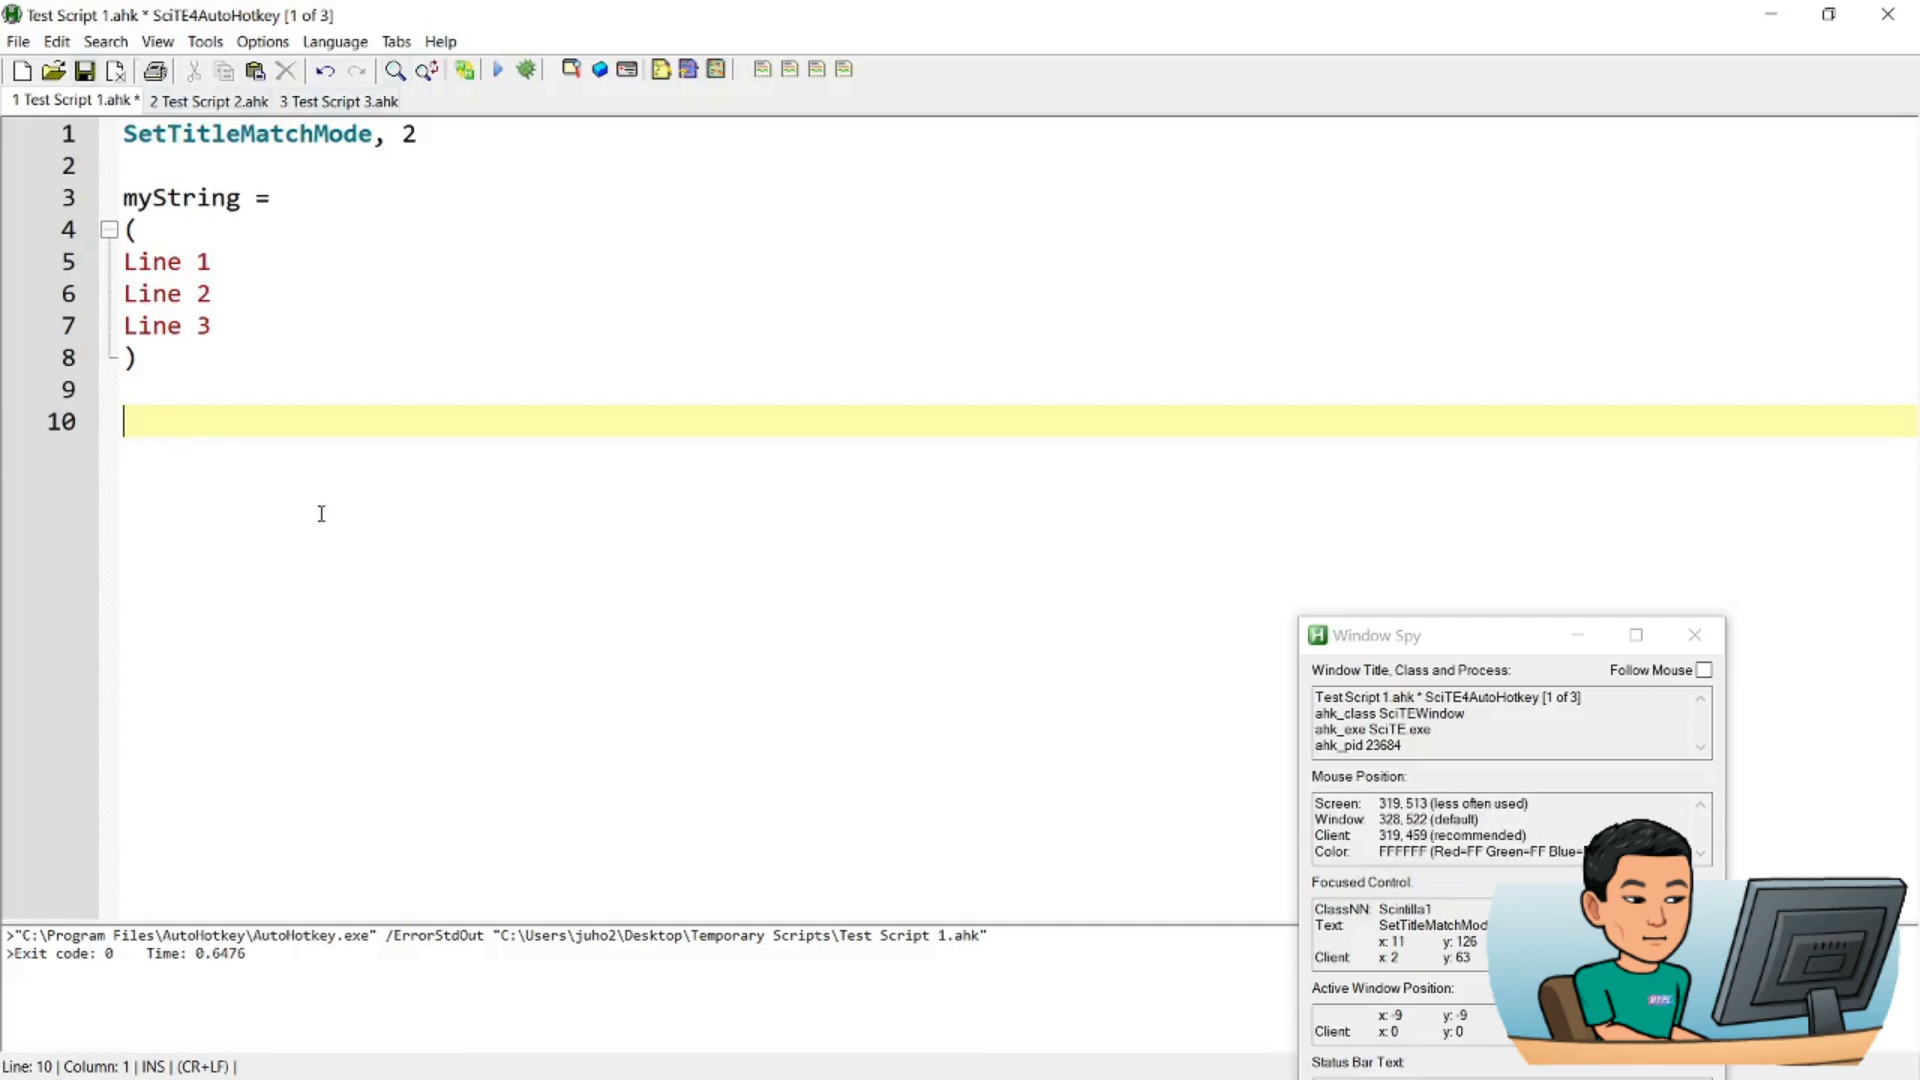 Test Script 1.ahk * SciTE4AutoHotkey [1 of 3]
File Edit Search View Tools Options Language Tabs Help
1 Test Script 1.ahk * 2 Test Script 2.ahk 3 Test Script 3.ahk
1 SetTitleMatchMode, 2
2
3 myString =
4 (
5 Line 1
6 Line 2
7 Line 3
8 )
9
10
Window Spy
Window Title, Class and Process: Follow Mouse
Test Script 1.ahk * SciTE4AutoHotkey [1 of 3]
ahk_class SciTEWindow
ahk_exe SciTE.exe
ahk_pid 23684
Mouse Position:
Screen: 319, 513 (less often used)
Window: 328, 522 (default)
Client: 319, 459 (recommended)
Color: FFFFFF (Red=FF Green=FF Blue=
Focused Control:
ClassNN: Scintilla1
Text: SetTitleMatchMod
x: 11 y: 126
Client: x: 2 y: 63
Active Window Position:
x: -9 y: -9
Client: x: 0 y: 0
Status Bar Text:
>"C:\Program Files\AutoHotkey\AutoHotkey.exe" /ErrorStdOut "C:\Users\juho2\Desktop\Temporary Scripts\Test Script 1.ahk"
>Exit code: 0 Time: 0.6476
Line: 10 | Column: 1 | INS | (CR+LF) |